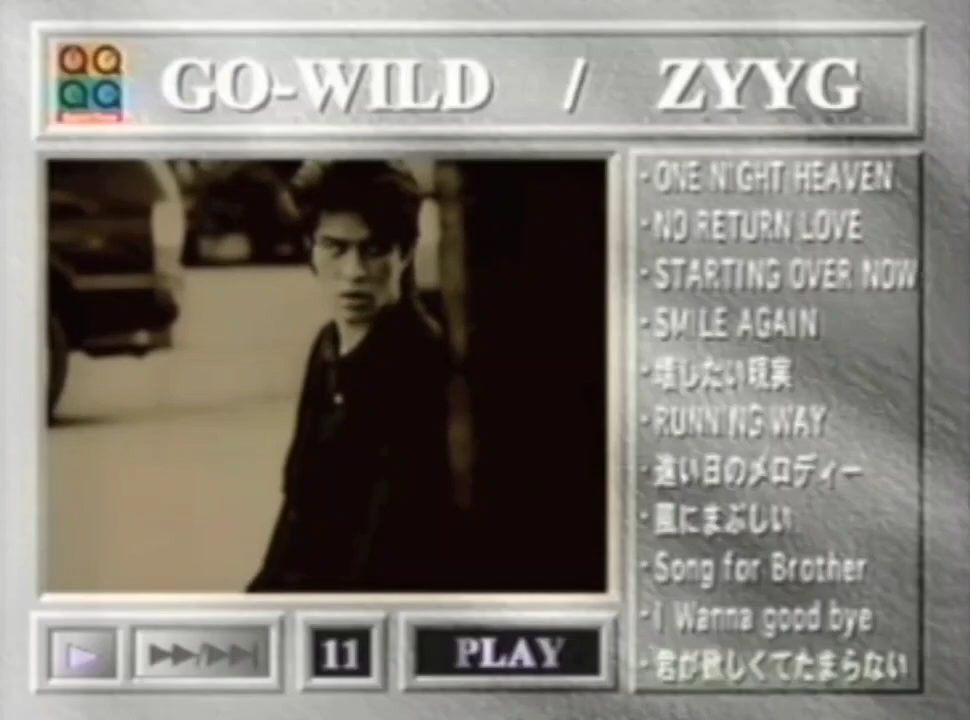 GO-WILD / ZYYG
・ONE NIGHT HEAVEN
・NO RETURN LOVE
・STARTING OVER NOW
・SMILE AGAIN
・壊したい現実
・RUNNING WAY
・遠い日のメロディー
・風にまぶしい
・Song for Brother
・I Wanna good bye
・君が欲しくてたまらない
11
PLAY